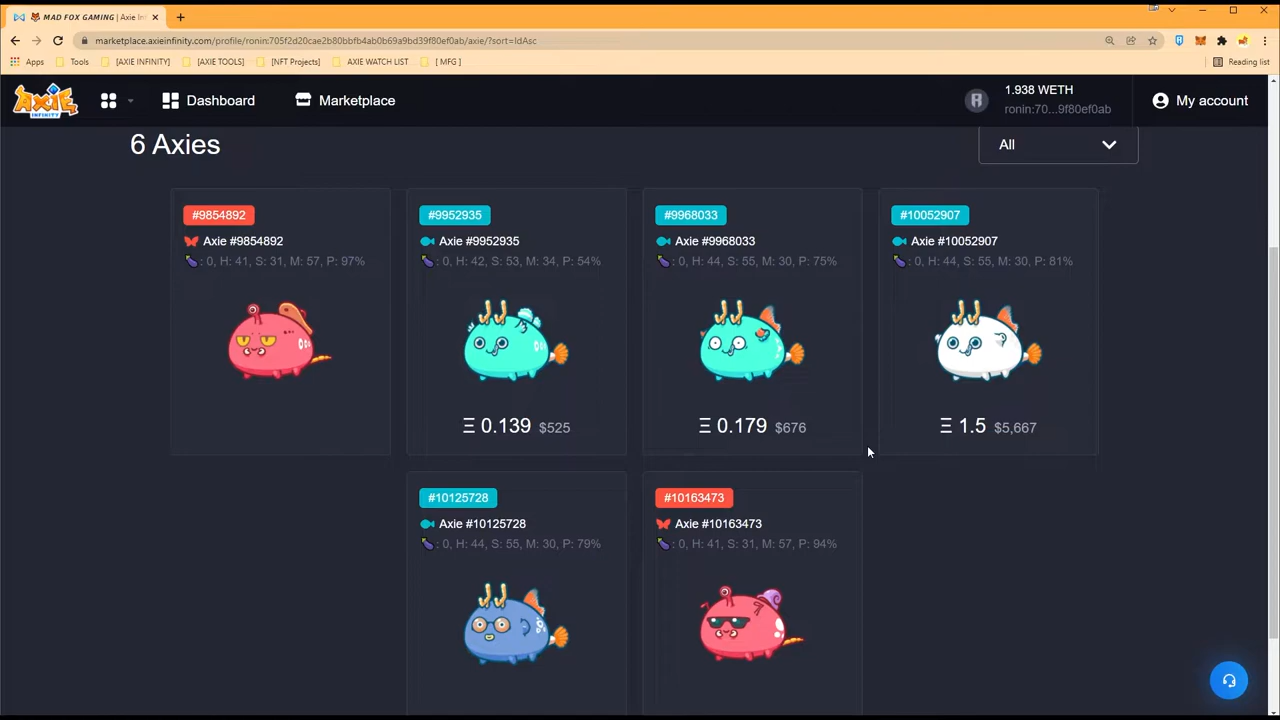 MAD FOX GAMING | Axie Inf
marketplace.axieinfinity.com/profile/ronin:705f2d20cae2b80bbfb4ab0b69a9bd39f80ef0ab/axie/?sort=IdAsc
Apps Tools [AXIE INFINITY] [AXIE TOOLS] [NFT Projects] AXIE WATCH LIST [ MFG ] Reading list
AXIE
INFINITY
Dashboard Marketplace
1.938 WETH
ronin:70...9f80ef0ab
My account
6 Axies
All
#9854892
Axie #9854892
: 0, H: 41, S: 31, M: 57, P: 97%
#9952935
Axie #9952935
: 0, H: 42, S: 53, M: 34, P: 54%
Ξ 0.139 $525
#9968033
Axie #9968033
: 0, H: 44, S: 55, M: 30, P: 75%
Ξ 0.179 $676
#10052907
Axie #10052907
: 0, H: 44, S: 55, M: 30, P: 81%
Ξ 1.5 $5,667
#10125728
Axie #10125728
: 0, H: 44, S: 55, M: 30, P: 79%
#10163473
Axie #10163473
: 0, H: 41, S: 31, M: 57, P: 94%